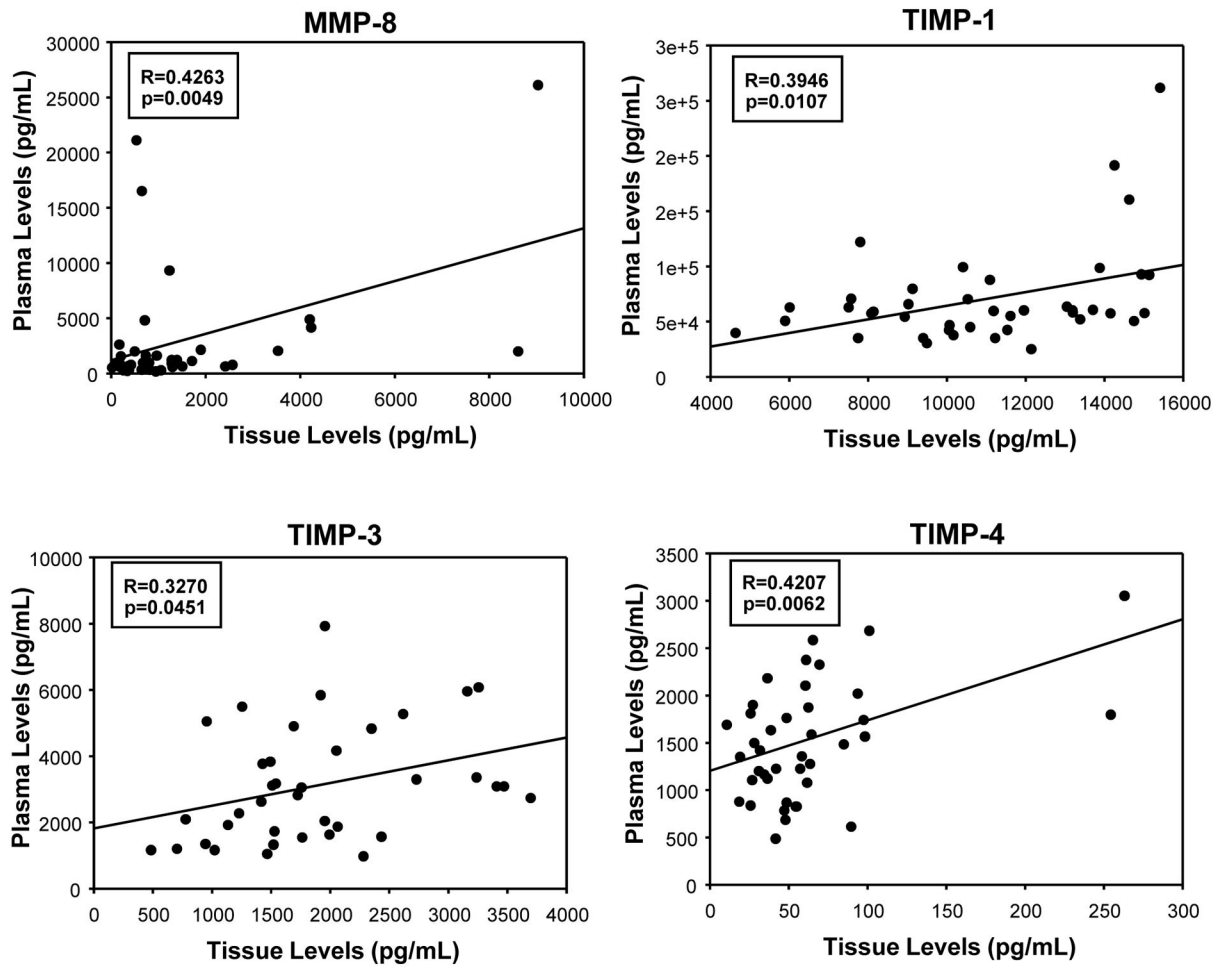 MMP-8
30000
25000
20000
15000
10000
5000
0
R=0.4263
p=0.0049
0 2000 4000 6000 8000 10000
Plasma Levels (pg/mL)
Tissue Levels (pg/mL)
TIMP-1
3e+5
3e+5
2e+5
2e+5
1e+5
5e+4
0
R=0.3946
p=0.0107
4000 6000 8000 10000 12000 14000 16000
Plasma Levels (pg/mL)
Tissue Levels (pg/mL)
TIMP-3
10000
8000
6000
4000
2000
0
R=0.3270
p=0.0451
0 500 1000 1500 2000 2500 3000 3500 4000
Plasma Levels (pg/mL)
Tissue Levels (pg/mL)
TIMP-4
3500
3000
2500
2000
1500
1000
500
0
R=0.4207
p=0.0062
0 50 100 150 200 250 300
Plasma Levels (pg/mL)
Tissue Levels (pg/mL)